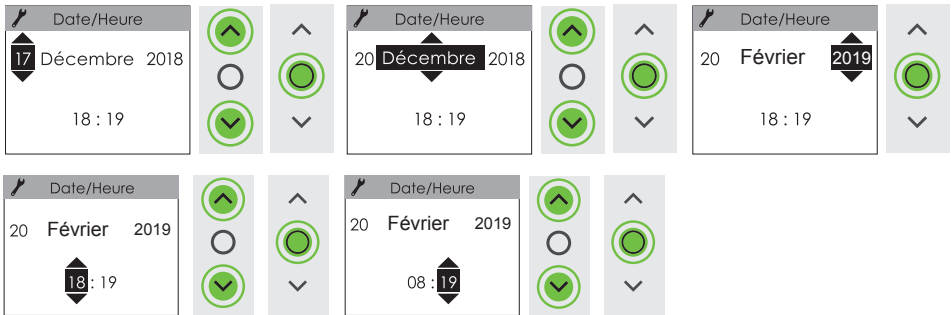 Date/Heure
17 Décembre 2018
18 : 19
Date/Heure
20 Décembre 2018
18 : 19
Date/Heure
20 Février 2019
18 : 19
Date/Heure
20 Février 2019
18 : 19
Date/Heure
20 Février 2019
08 : 19